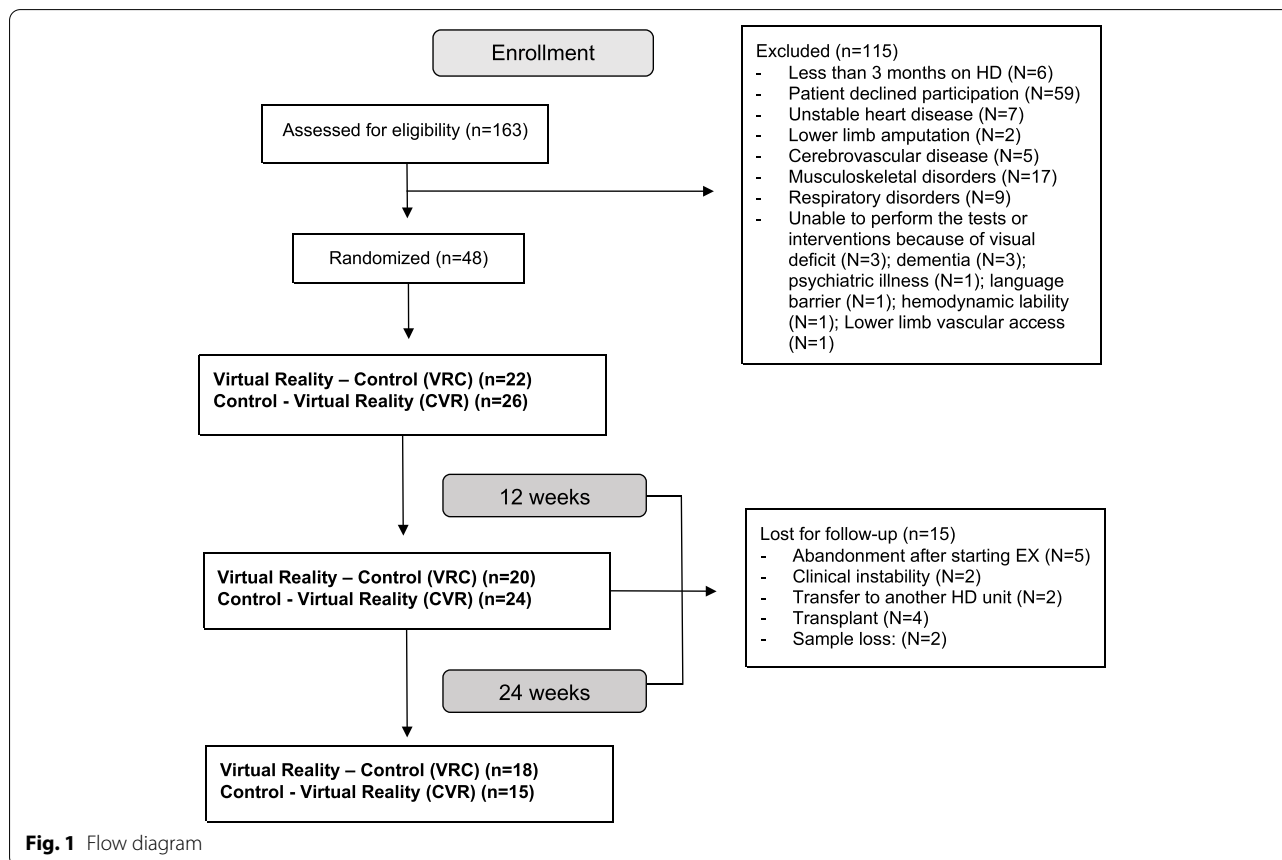 Enrollment
Assessed for eligibility (n=163)
Excluded (n=115)
- Less than 3 months on HD (N=6)
- Patient declined participation (N=59)
- Unstable heart disease (N=7)
- Lower limb amputation (N=2)
- Cerebrovascular disease (N=5)
- Musculoskeletal disorders (N=17)
- Respiratory disorders (N=9)
- Unable to perform the tests or
interventions because of visual
deficit (N=3); dementia (N=3);
psychiatric illness (N=1); language
barrier (N=1); hemodynamic lability
(N=1); Lower limb vascular access
(N=1)
Randomized (n=48)
Virtual Reality – Control (VRC) (n=22)
Control - Virtual Reality (CVR) (n=26)
12 weeks
Virtual Reality – Control (VRC) (n=20)
Control - Virtual Reality (CVR) (n=24)
Lost for follow-up (n=15)
- Abandonment after starting EX (N=5)
- Clinical instability (N=2)
- Transfer to another HD unit (N=2)
- Transplant (N=4)
- Sample loss: (N=2)
24 weeks
Virtual Reality – Control (VRC) (n=18)
Control - Virtual Reality (CVR) (n=15)
Fig. 1 Flow diagram